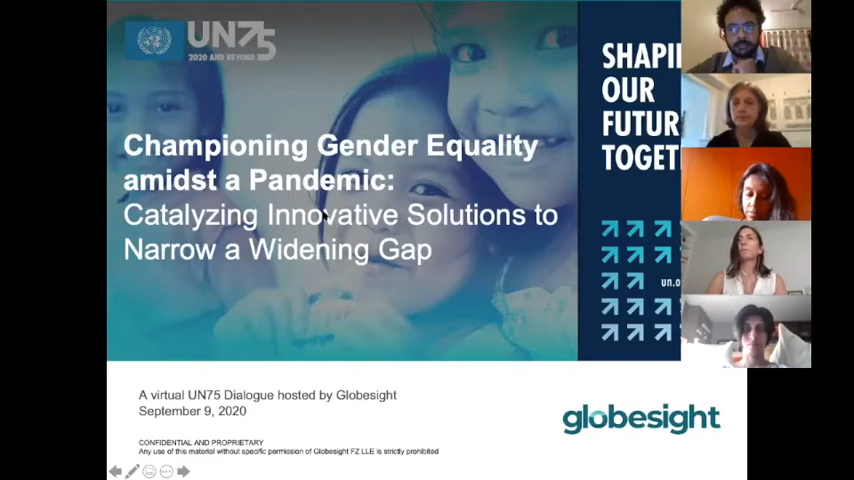 UN75
2020 AND BEYOND
SHAPI
OUR
FUTUR
TOGET
Championing Gender Equality
amidst a Pandemic:
Catalyzing Innovative Solutions to
Narrow a Widening Gap
un.o
A virtual UN75 Dialogue hosted by Globesight
September 9, 2020
globesight
CONFIDENTIAL AND PROPRIETARY
Any use of this material without specific permission of Globesight FZ LLE is strictly prohibited